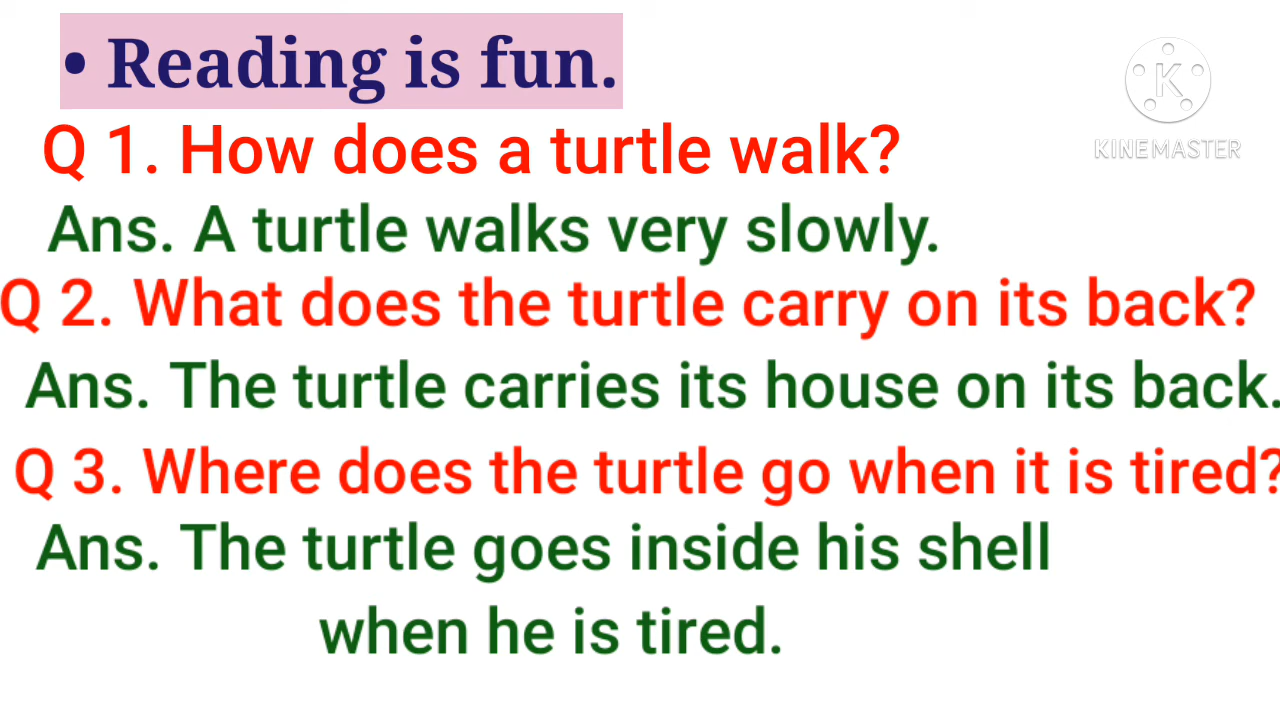 • Reading is fun.
Q 1. How does a turtle walk?
Ans. A turtle walks very slowly.
Q 2. What does the turtle carry on its back?
Ans. The turtle carries its house on its back.
Q 3. Where does the turtle go when it is tired?
Ans. The turtle goes inside his shell
when he is tired.
K
KINEMASTER